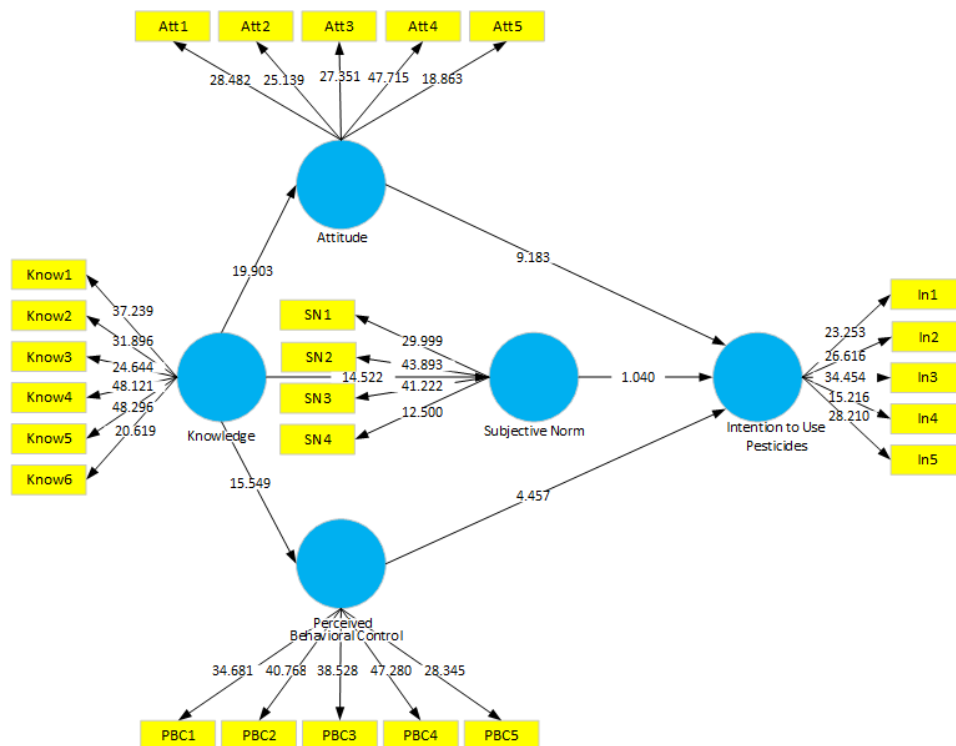 Att1 Att2 Att3 Att4 Att5
28.482 25.139 27.351 47.715 18.863
Attitude
19.903
9.183
Know1
Know2
Know3
Know4
Know5
Know6
37.239
31.896
24.644
48.121
48.296
20.619
Knowledge
SN1
SN2
SN3
SN4
29.999
43.893
14.522
41.222
12.500
Subjective Norm
1.040
Intention to Use
Pesticides
In1
In2
In3
In4
In5
23.253
26.616
34.454
15.216
28.210
15.549
4.457
Perceived
Behavioral Control
34.681 40.768 38.528 47.280 28.345
PBC1 PBC2 PBC3 PBC4 PBC5